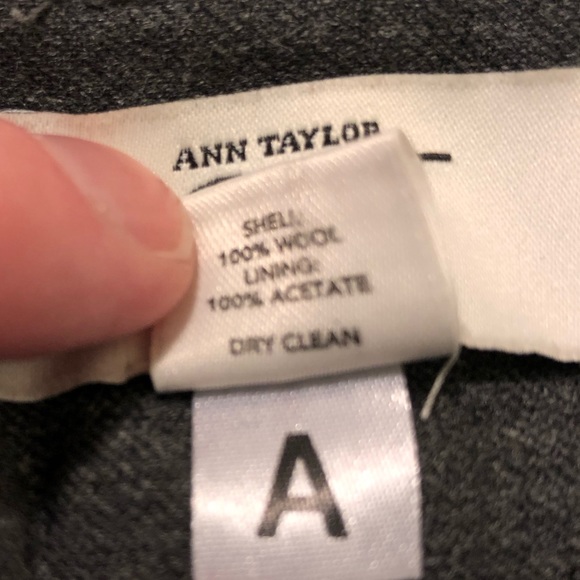 ANN TAYLOR
SHELL:
100% WOOL
LINING:
100% ACETATE
DRY CLEAN
A